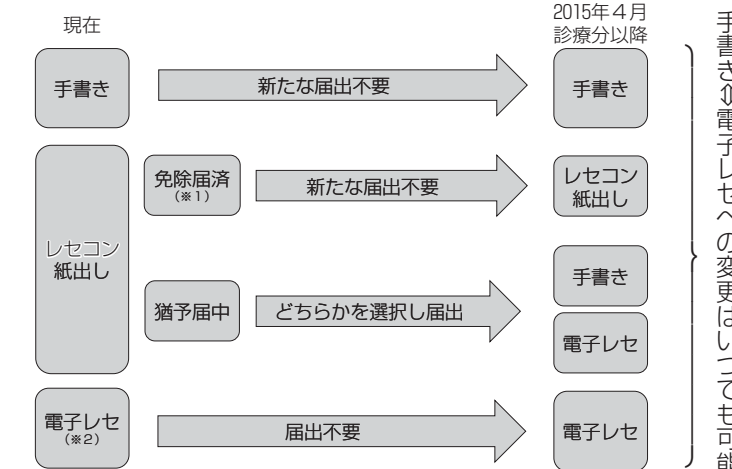 現在
2015年４月
診療分以降
手書き
新たな届出不要
手書き
レセコン
紙出し
免除届済
(※1)
新たな届出不要
レセコン
紙出し
猶予届中
どちらかを選択し届出
手書き
電子レセ
電子レセ
(※2)
届出不要
電子レセ
手書き⇔電子レセへの変更はいつでも可能